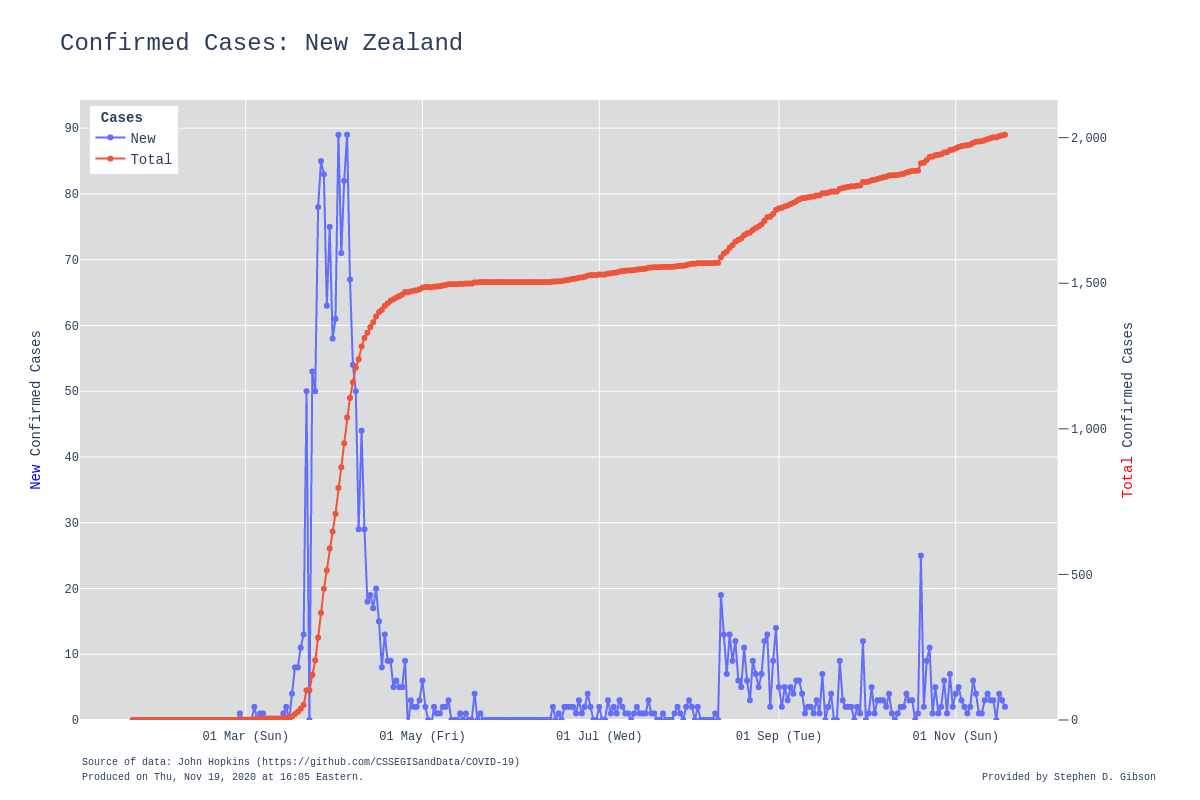 Confirmed Cases: New Zealand
Cases
New
Total
90
80
70
60
50
40
30
20
10
0
2,000
1,500
1,000
500
0
New Confirmed Cases
Total Confirmed Cases
01 Mar (Sun)
01 May (Fri)
01 Jul (Wed)
01 Sep (Tue)
01 Nov (Sun)
Source of data: John Hopkins (https://github.com/CSSEGISandData/COVID-19)
Produced on Thu, Nov 19, 2020 at 16:05 Eastern.
Provided by Stephen D. Gibson